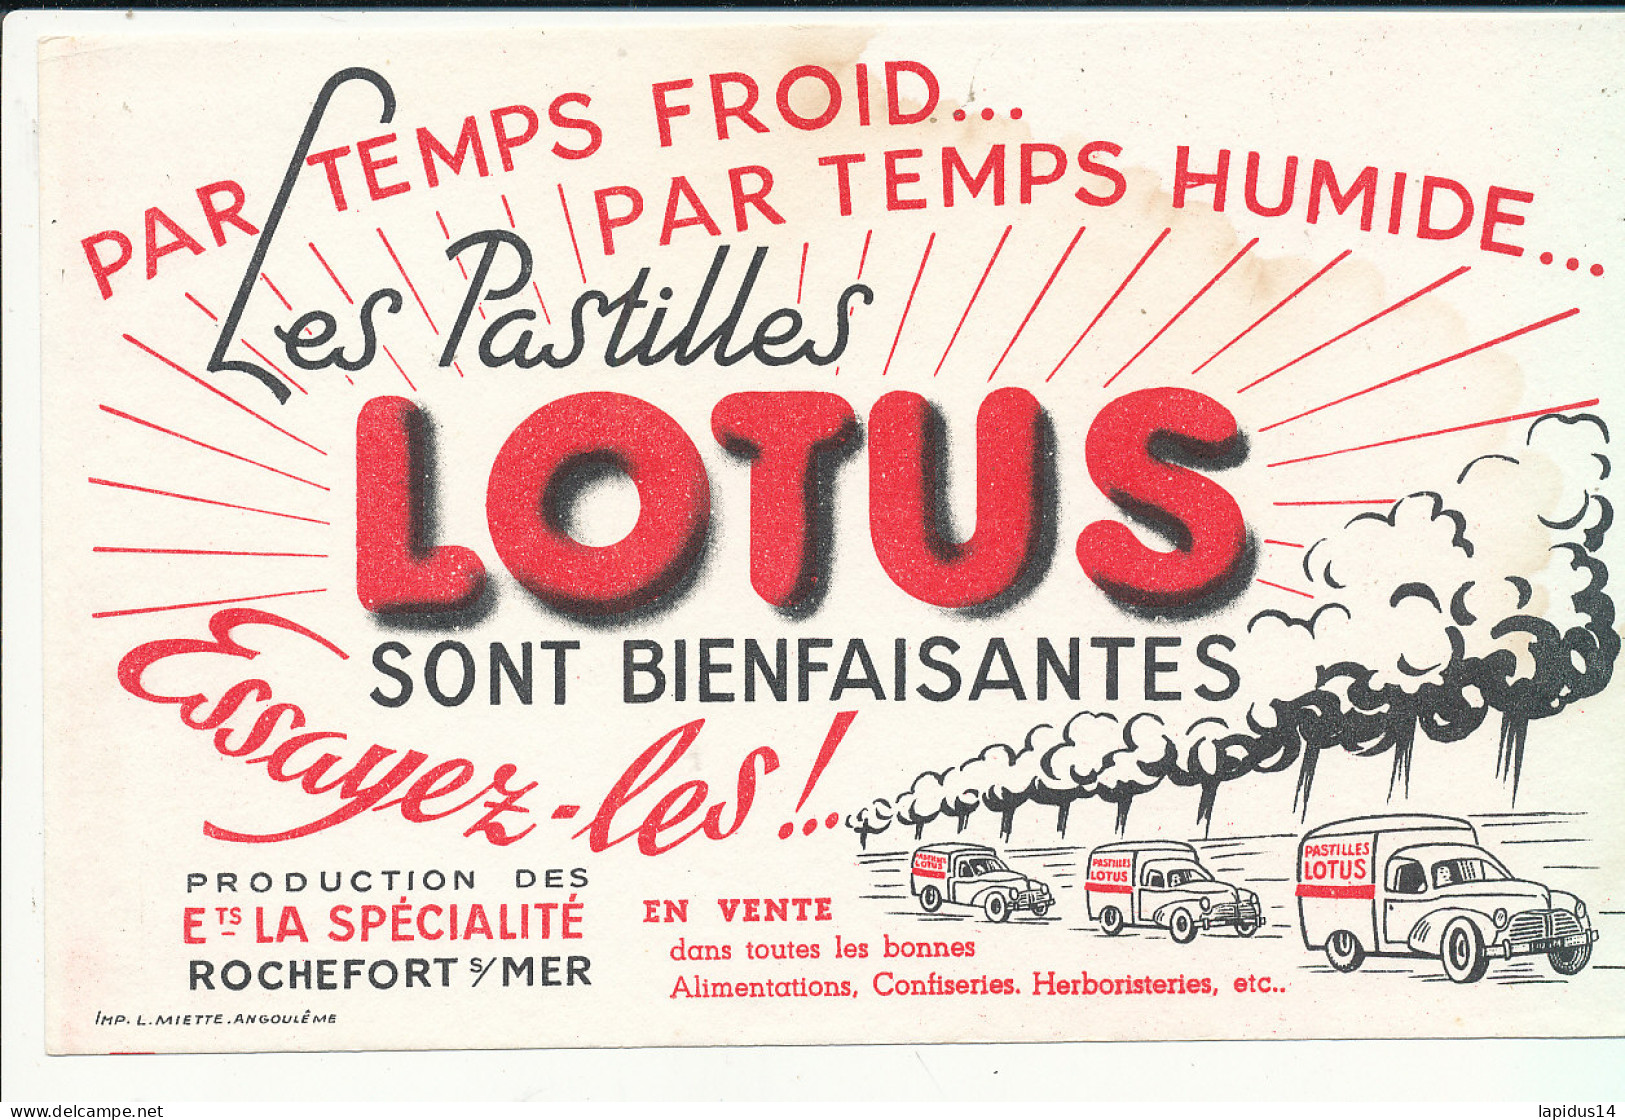 PAR TEMPS FROID...
PAR TEMPS HUMIDE...
Les Pastilles
LOTUS
SONT BIENFAISANTES
Essayez-les!...
PRODUCTION DES
ETS LA SPÉCIALITÉ
ROCHEFORT S/MER
EN VENTE
dans toutes les bonnes
Alimentations, Confiseries. Herboristeries, etc..
PASTILLES
LOTUS
PASTILLES
LOTUS
PASTILLES
LOTUS
IMP. L. MIETTE. ANGOULÊME
www.delcampe.net
lapidus14